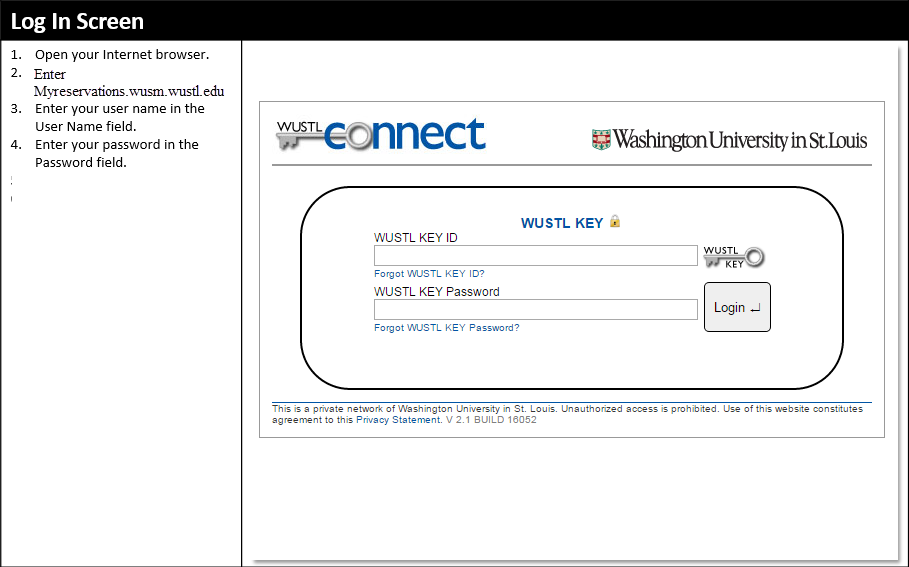 Log In Screen
1. Open your Internet browser.
2. Enter
Myreservations.wusm.wustl.edu
3. Enter your user name in the
User Name field.
4. Enter your password in the
Password field.
WUSTL connect
Washington University in St. Louis
WUSTL KEY
WUSTL KEY ID
WUSTL KEY
Forgot WUSTL KEY ID?
WUSTL KEY Password
Login
Forgot WUSTL KEY Password?
This is a private network of Washington University in St. Louis. Unauthorized access is prohibited. Use of this website constitutes
agreement to this Privacy Statement. V 2.1 BUILD 16052